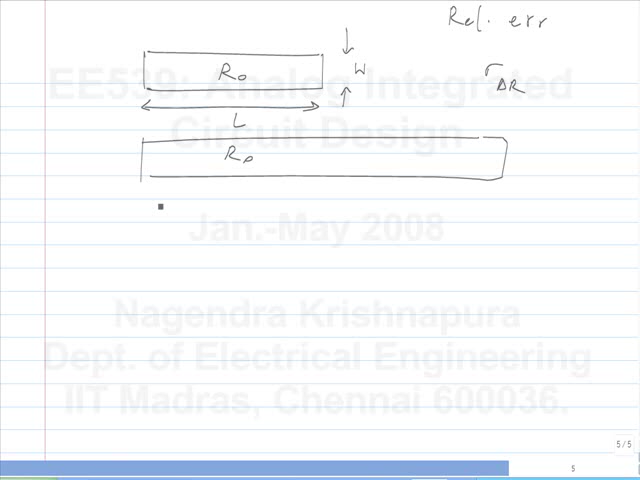 Rel. err
R₀
W
σ_ΔR
L
R₀
EE539: Analog Integrated
Circuit Design
Jan.-May 2008
Nagendra Krishnapura
Dept. of Electrical Engineering
IIT Madras, Chennai 600036.
5/5
5